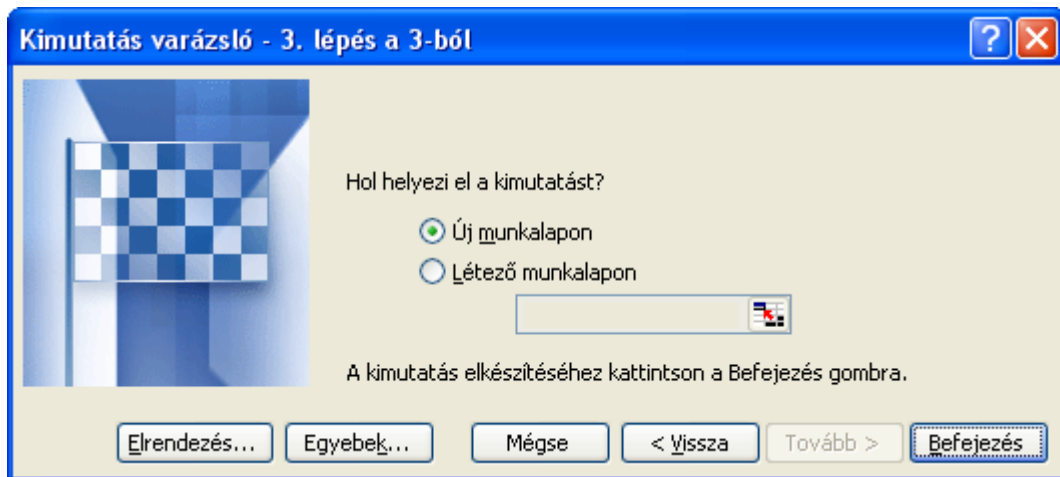 Kimutatás varázsló - 3. lépés a 3-ból
Hol helyezi el a kimutatást?
Új munkalapon
Létező munkalapon
A kimutatás elkészítéséhez kattintson a Befejezés gombra.
Elrendezés... Egyebek... Mégse < Vissza Tovább > Befejezés